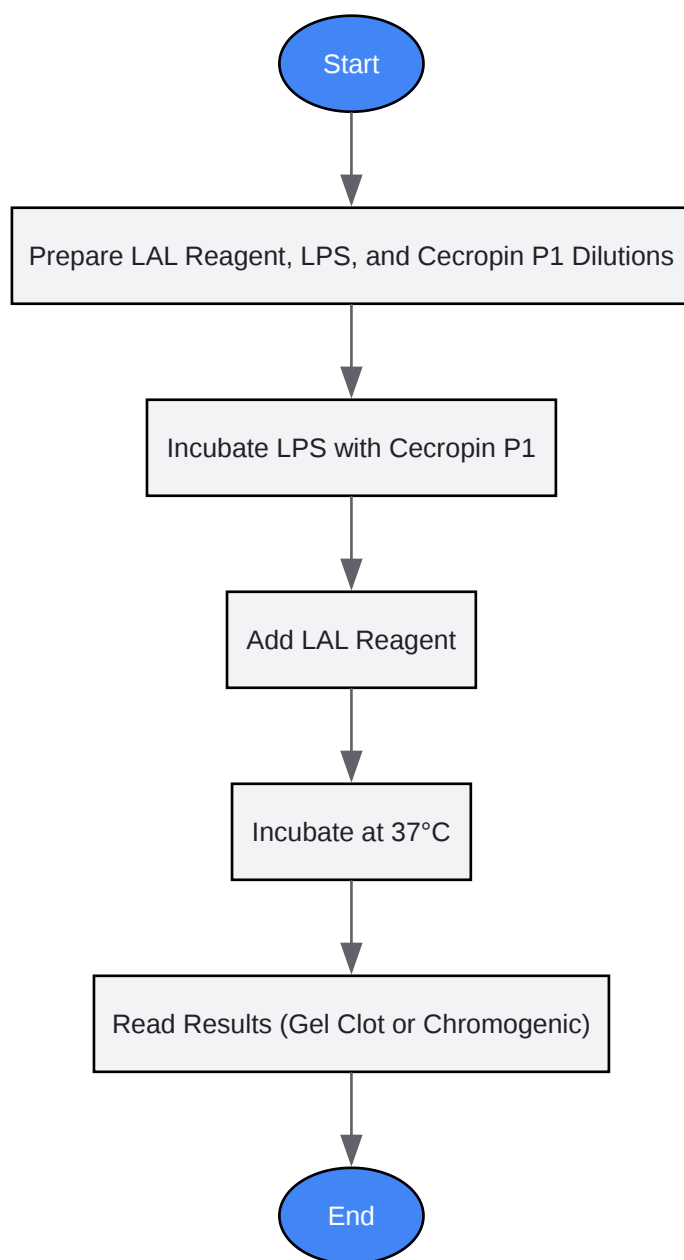 Start
Prepare LAL Reagent, LPS, and Cecropin P1 Dilutions
Incubate LPS with Cecropin P1
Add LAL Reagent
Incubate at 37°C
Read Results (Gel Clot or Chromogenic)
End